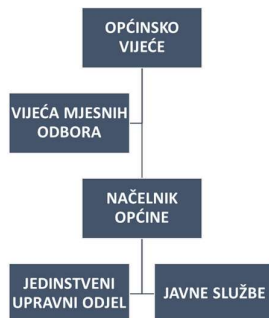 OPĆINSKO
VIJEĆE
VIJEĆA MJESNIH
ODBORA
NAČELNIK
OPĆINE
JEDINSTVENI
UPRAVNI ODJEL
JAVNE SLUŽBE